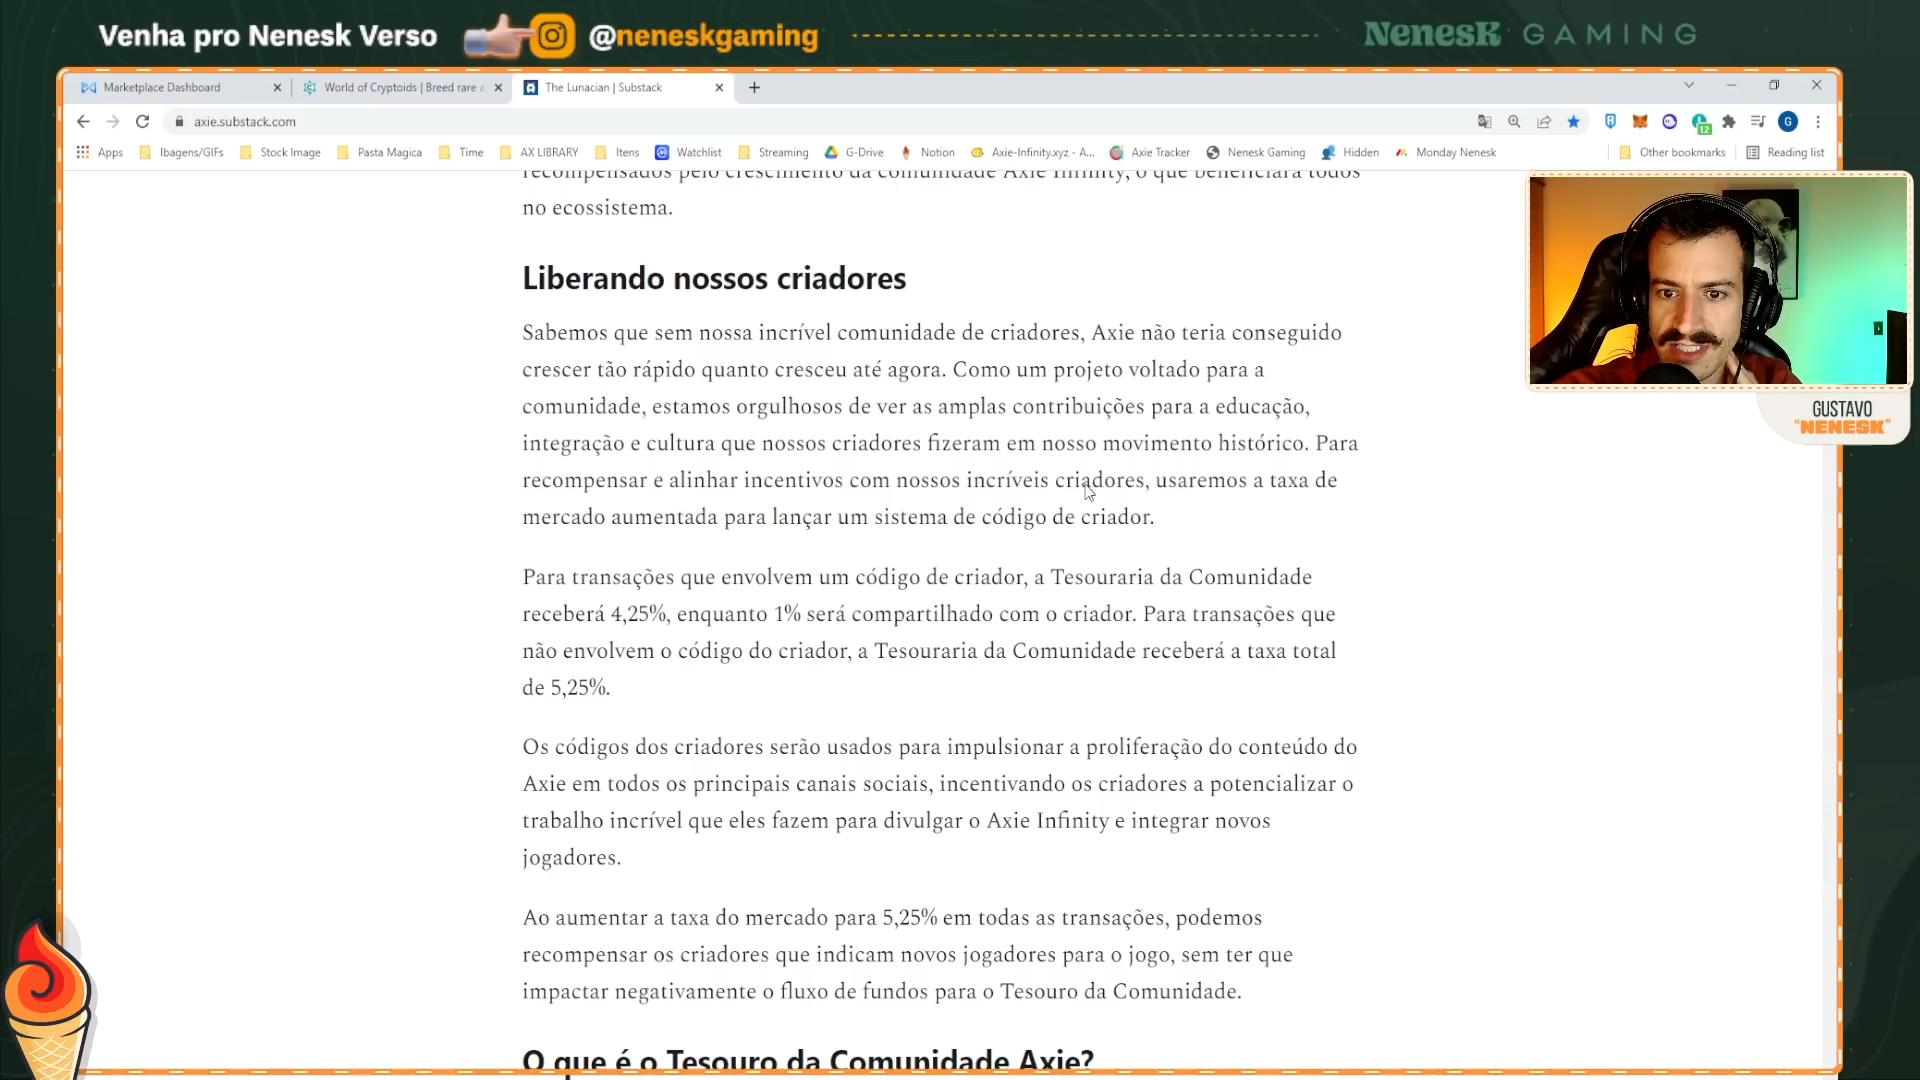 Venha pro Nenesk Verso @neneskgaming NenesK GAMING
Marketplace Dashboard World of Cryptoids | Breed rare a The Lunacian | Substack
axie.substack.com
12 G
Apps Ibagens/GIFs Stock Image Pasta Magica Time AX LIBRARY Itens Watchlist Streaming G-Drive Notion Axie-Infinity.xyz - A... Axie Tracker Nenesk Gaming Hidden Monday Nenesk Other bookmarks Reading list
recompensados pelo crescimento da comunidade Axie Infinity, o que beneficiará todos
no ecossistema.
Liberando nossos criadores
Sabemos que sem nossa incrível comunidade de criadores, Axie não teria conseguido
crescer tão rápido quanto cresceu até agora. Como um projeto voltado para a
comunidade, estamos orgulhosos de ver as amplas contribuições para a educação,
integração e cultura que nossos criadores fizeram em nosso movimento histórico. Para
recompensar e alinhar incentivos com nossos incríveis criadores, usaremos a taxa de
mercado aumentada para lançar um sistema de código de criador.
Para transações que envolvem um código de criador, a Tesouraria da Comunidade
receberá 4,25%, enquanto 1% será compartilhado com o criador. Para transações que
não envolvem o código do criador, a Tesouraria da Comunidade receberá a taxa total
de 5,25%.
Os códigos dos criadores serão usados para impulsionar a proliferação do conteúdo do
Axie em todos os principais canais sociais, incentivando os criadores a potencializar o
trabalho incrível que eles fazem para divulgar o Axie Infinity e integrar novos
jogadores.
Ao aumentar a taxa do mercado para 5,25% em todas as transações, podemos
recompensar os criadores que indicam novos jogadores para o jogo, sem ter que
impactar negativamente o fluxo de fundos para o Tesouro da Comunidade.
O que é o Tesouro da Comunidade Axie?
GUSTAVO
"NENESK"